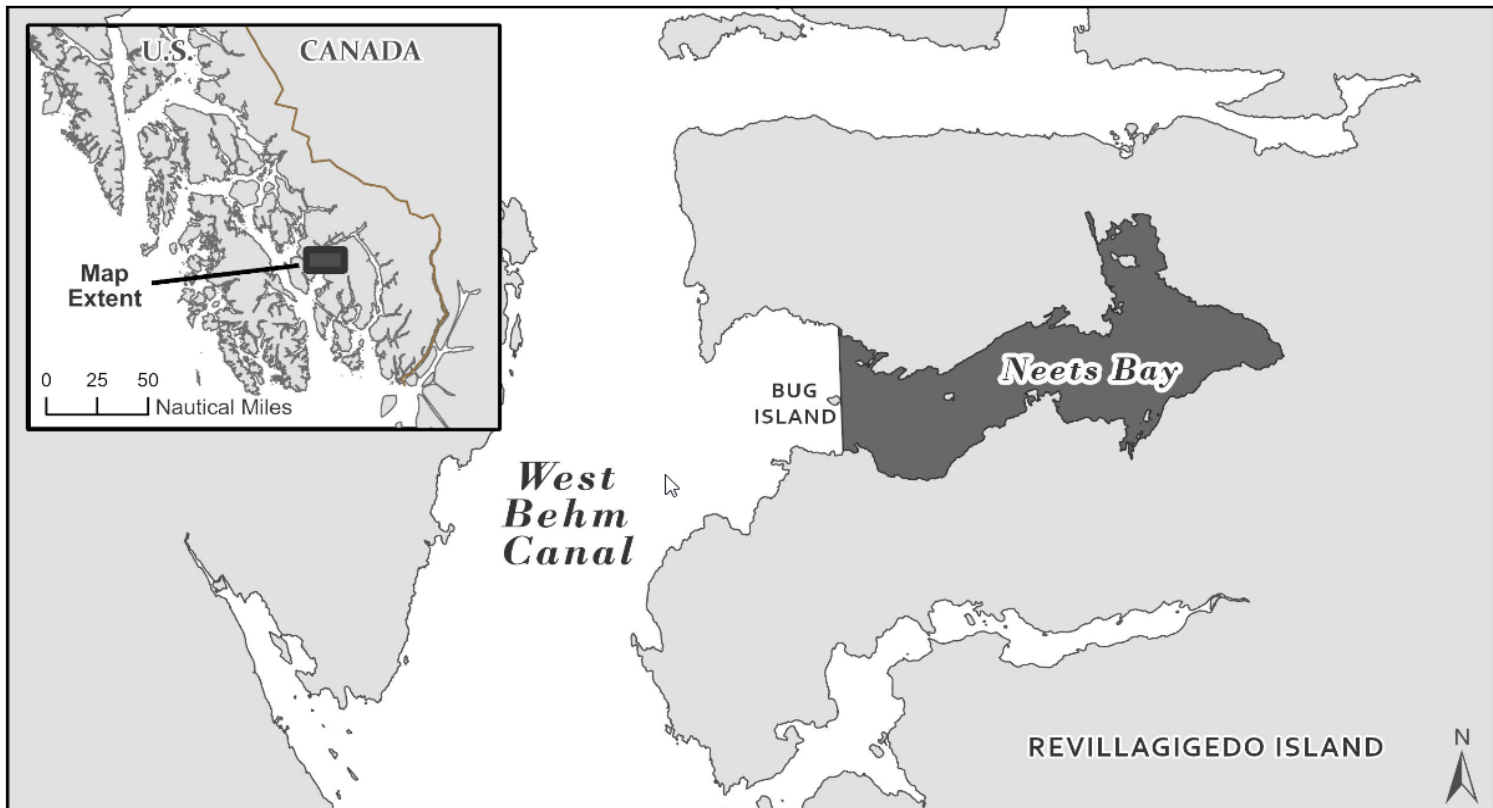 U.S.
CANADA
Map
Extent
0 25 50
Nautical Miles
Neets Bay
BUG
ISLAND
West
Behm
Canal
REVILLAGIGEDO ISLAND
N